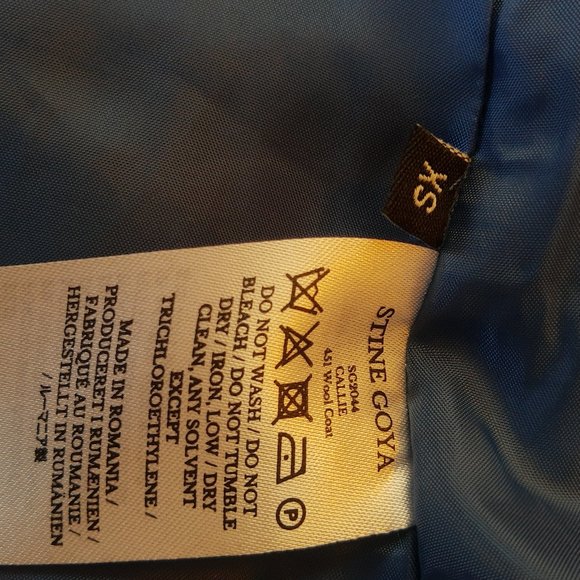 XS
STINE GOYA
SG2044
CALLIE
451 Wool Coat
P
DO NOT WASH / DO NOT
BLEACH / DO NOT TUMBLE
DRY / IRON, LOW / DRY
CLEAN, ANY SOLVENT
EXCEPT
TRICHLOROETHYLENE /
MADE IN ROMANIA /
PRODUCERET I RUMÆNIEN /
FABRIQUÉ AU ROUMANIE /
HERGESTELLT IN RUMÄNIEN
/ ルーマニア製